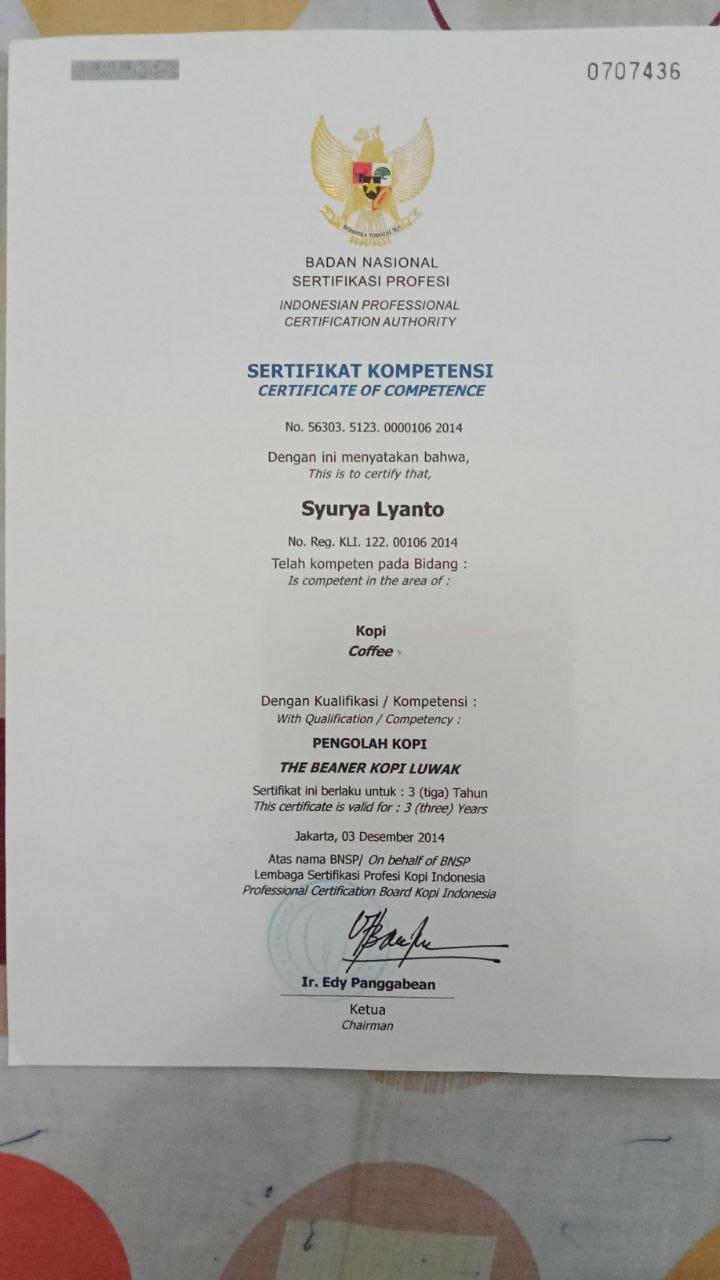 0707436
BHINNEKA TUNGGAL IKA
BADAN NASIONAL
SERTIFIKASI PROFESI
INDONESIAN PROFESSIONAL
CERTIFICATION AUTHORITY
SERTIFIKAT KOMPETENSI
CERTIFICATE OF COMPETENCE
No. 56303. 5123. 0000106 2014
Dengan ini menyatakan bahwa,
This is to certify that,
Syurya Lyanto
No. Reg. KLI. 122. 00106 2014
Telah kompeten pada Bidang :
Is competent in the area of :
Kopi
Coffee
Dengan Kualifikasi / Kompetensi :
With Qualification / Competency :
PENGOLAH KOPI
THE BEANER KOPI LUWAK
Sertifikat ini berlaku untuk : 3 (tiga) Tahun
This certificate is valid for : 3 (three) Years
Jakarta, 03 Desember 2014
Atas nama BNSP/ On behalf of BNSP
Lembaga Sertifikasi Profesi Kopi Indonesia
Professional Certification Board Kopi Indonesia
Ir. Edy Panggabean
Ketua
Chairman